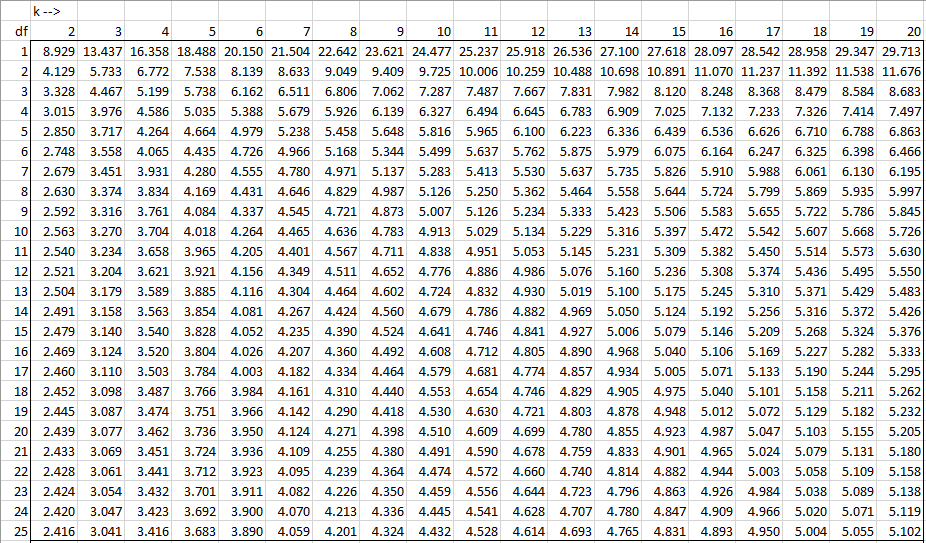 k -->
df 2 3 4 5 6 7 8 9 10 11 12 13 14 15 16 17 18 19 20
1 8.929 13.437 16.358 18.488 20.150 21.504 22.642 23.621 24.477 25.237 25.918 26.536 27.100 27.618 28.097 28.542 28.958 29.347 29.713
2 4.129 5.733 6.772 7.538 8.139 8.633 9.049 9.409 9.725 10.006 10.259 10.488 10.698 10.891 11.070 11.237 11.392 11.538 11.676
3 3.328 4.467 5.199 5.738 6.162 6.511 6.806 7.062 7.287 7.487 7.667 7.831 7.982 8.120 8.248 8.368 8.479 8.584 8.683
4 3.015 3.976 4.586 5.035 5.388 5.679 5.926 6.139 6.327 6.494 6.645 6.783 6.909 7.025 7.132 7.233 7.326 7.414 7.497
5 2.850 3.717 4.264 4.664 4.979 5.238 5.458 5.648 5.816 5.965 6.100 6.223 6.336 6.439 6.536 6.626 6.710 6.788 6.863
6 2.748 3.558 4.065 4.435 4.726 4.966 5.168 5.344 5.499 5.637 5.762 5.875 5.979 6.075 6.164 6.247 6.325 6.398 6.466
7 2.679 3.451 3.931 4.280 4.555 4.780 4.971 5.137 5.283 5.413 5.530 5.637 5.735 5.826 5.910 5.988 6.061 6.130 6.195
8 2.630 3.374 3.834 4.169 4.431 4.646 4.829 4.987 5.126 5.250 5.362 5.464 5.558 5.644 5.724 5.799 5.869 5.935 5.997
9 2.592 3.316 3.761 4.084 4.337 4.545 4.721 4.873 5.007 5.126 5.234 5.333 5.423 5.506 5.583 5.655 5.722 5.786 5.845
10 2.563 3.270 3.704 4.018 4.264 4.465 4.636 4.783 4.913 5.029 5.134 5.229 5.316 5.397 5.472 5.542 5.607 5.668 5.726
11 2.540 3.234 3.658 3.965 4.205 4.401 4.567 4.711 4.838 4.951 5.053 5.145 5.231 5.309 5.382 5.450 5.514 5.573 5.630
12 2.521 3.204 3.621 3.921 4.156 4.349 4.511 4.652 4.776 4.886 4.986 5.076 5.160 5.236 5.308 5.374 5.436 5.495 5.550
13 2.504 3.179 3.589 3.885 4.116 4.304 4.464 4.602 4.724 4.832 4.930 5.019 5.100 5.175 5.245 5.310 5.371 5.429 5.483
14 2.491 3.158 3.563 3.854 4.081 4.267 4.424 4.560 4.679 4.786 4.882 4.969 5.050 5.124 5.192 5.256 5.316 5.372 5.426
15 2.479 3.140 3.540 3.828 4.052 4.235 4.390 4.524 4.641 4.746 4.841 4.927 5.006 5.079 5.146 5.209 5.268 5.324 5.376
16 2.469 3.124 3.520 3.804 4.026 4.207 4.360 4.492 4.608 4.712 4.805 4.890 4.968 5.040 5.106 5.169 5.227 5.282 5.333
17 2.460 3.110 3.503 3.784 4.003 4.182 4.334 4.464 4.579 4.681 4.774 4.857 4.934 5.005 5.071 5.133 5.190 5.244 5.295
18 2.452 3.098 3.487 3.766 3.984 4.161 4.310 4.440 4.553 4.654 4.746 4.829 4.905 4.975 5.040 5.101 5.158 5.211 5.262
19 2.445 3.087 3.474 3.751 3.966 4.142 4.290 4.418 4.530 4.630 4.721 4.803 4.878 4.948 5.012 5.072 5.129 5.182 5.232
20 2.439 3.077 3.462 3.736 3.950 4.124 4.271 4.398 4.510 4.609 4.699 4.780 4.855 4.923 4.987 5.047 5.103 5.155 5.205
21 2.433 3.069 3.451 3.724 3.936 4.109 4.255 4.380 4.491 4.590 4.678 4.759 4.833 4.901 4.965 5.024 5.079 5.131 5.180
22 2.428 3.061 3.441 3.712 3.923 4.095 4.239 4.364 4.474 4.572 4.660 4.740 4.814 4.882 4.944 5.003 5.058 5.109 5.158
23 2.424 3.054 3.432 3.701 3.911 4.082 4.226 4.350 4.459 4.556 4.644 4.723 4.796 4.863 4.926 4.984 5.038 5.089 5.138
24 2.420 3.047 3.423 3.692 3.900 4.070 4.213 4.336 4.445 4.541 4.628 4.707 4.780 4.847 4.909 4.966 5.020 5.071 5.119
25 2.416 3.041 3.416 3.683 3.890 4.059 4.201 4.324 4.432 4.528 4.614 4.693 4.765 4.831 4.893 4.950 5.004 5.055 5.102